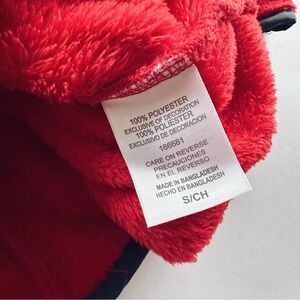 100% POLYESTER
EXCLUSIVE OF DECORATION
100% POLIESTER
EXCLUSIVO DE DECORACION
166681
CARE ON REVERSE
PRECAUCIONES
EN EL REVERSO
MADE IN BANGLADESH
HECHO EN BANGLADESH
S/CH